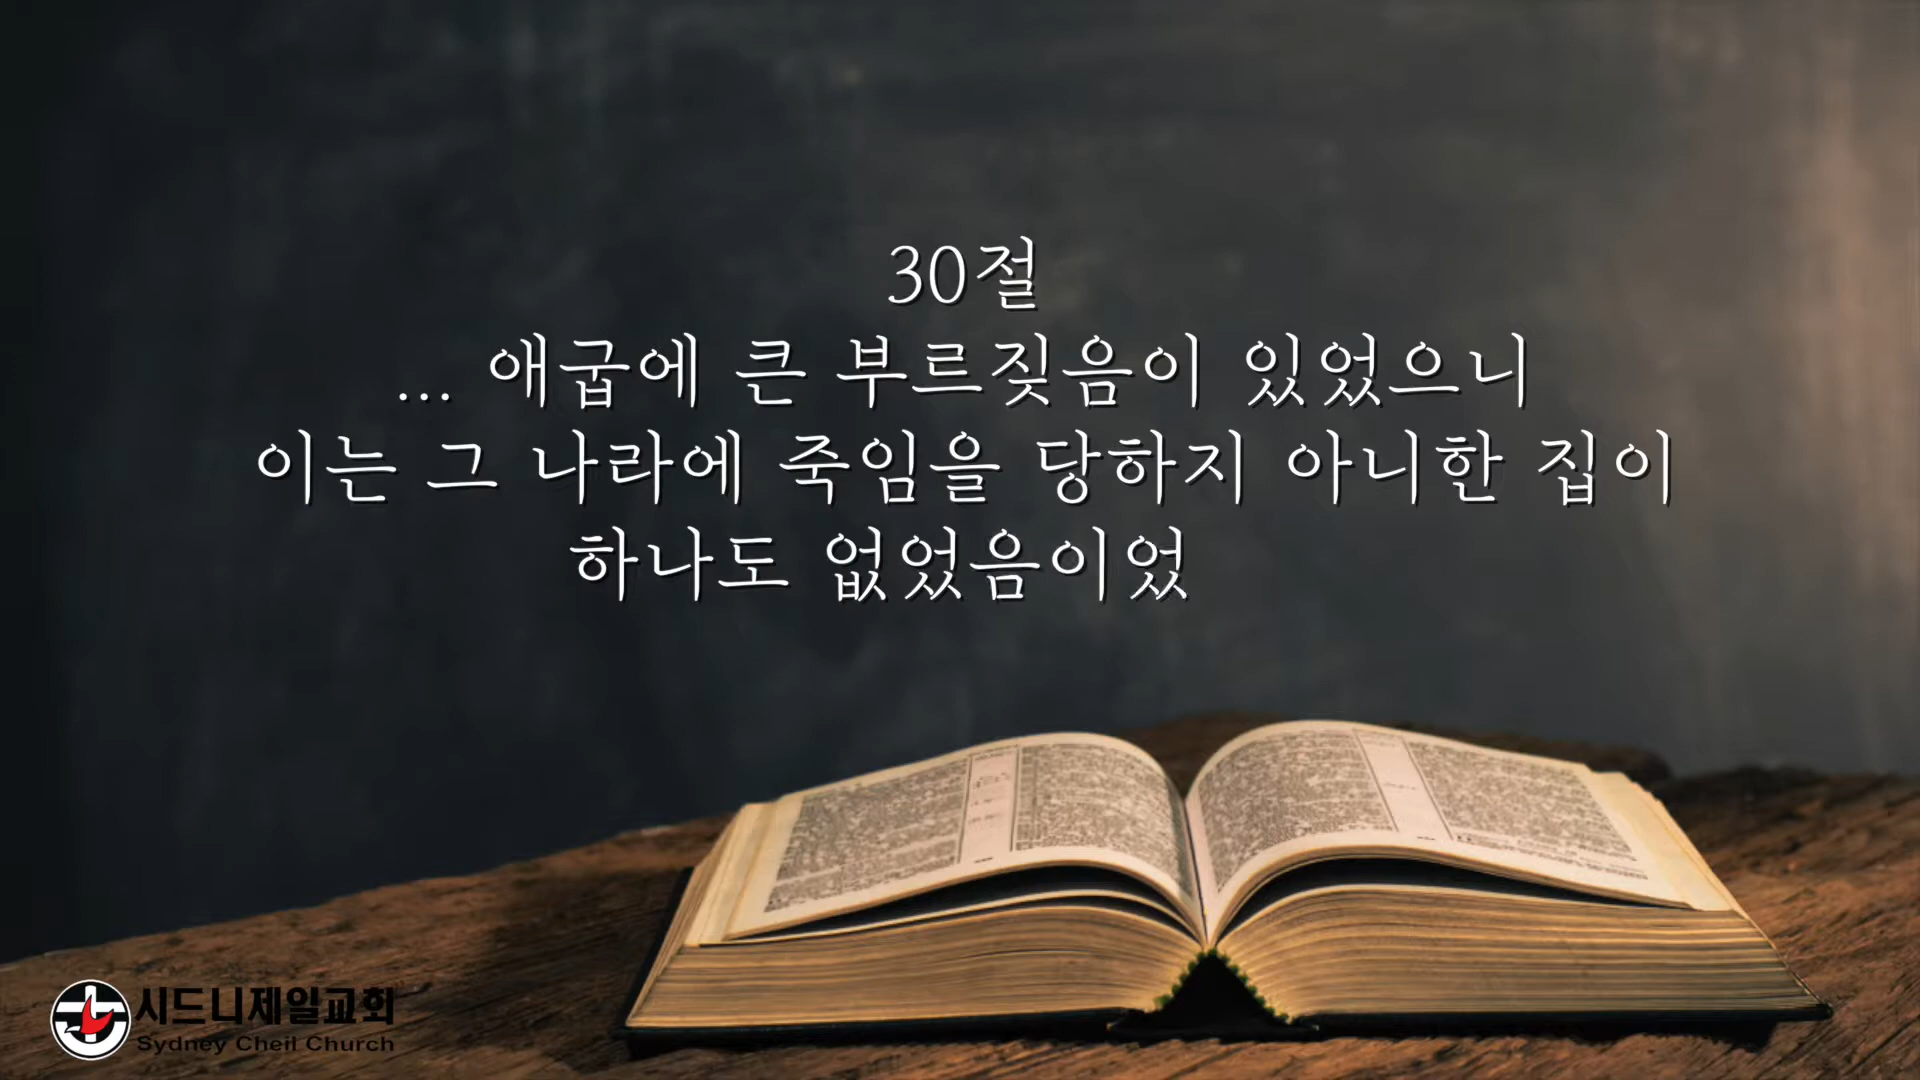 30절
... 애굽에 큰 부르짖음이 있었으니
이는 그 나라에 죽임을 당하지 아니한 집이
하나도 없었음이었
시드니제일교회
Sydney Cheil Church